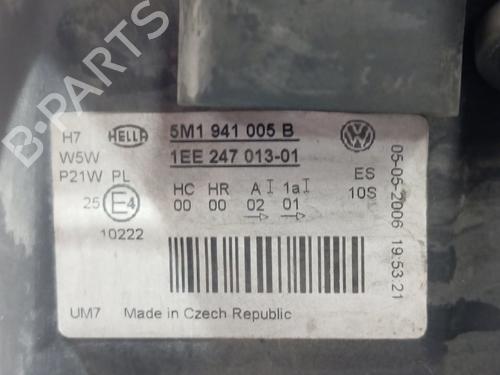 H7 HELLA 5M1 941 005 B
W5W 1EE 247 013-01
P21W PL HC HR A I 1a I ES
25 E4 00 00 02 01 10S
10222
05-05-2006 19:53:21
UM7 Made in Czech Republic
B-PARTS